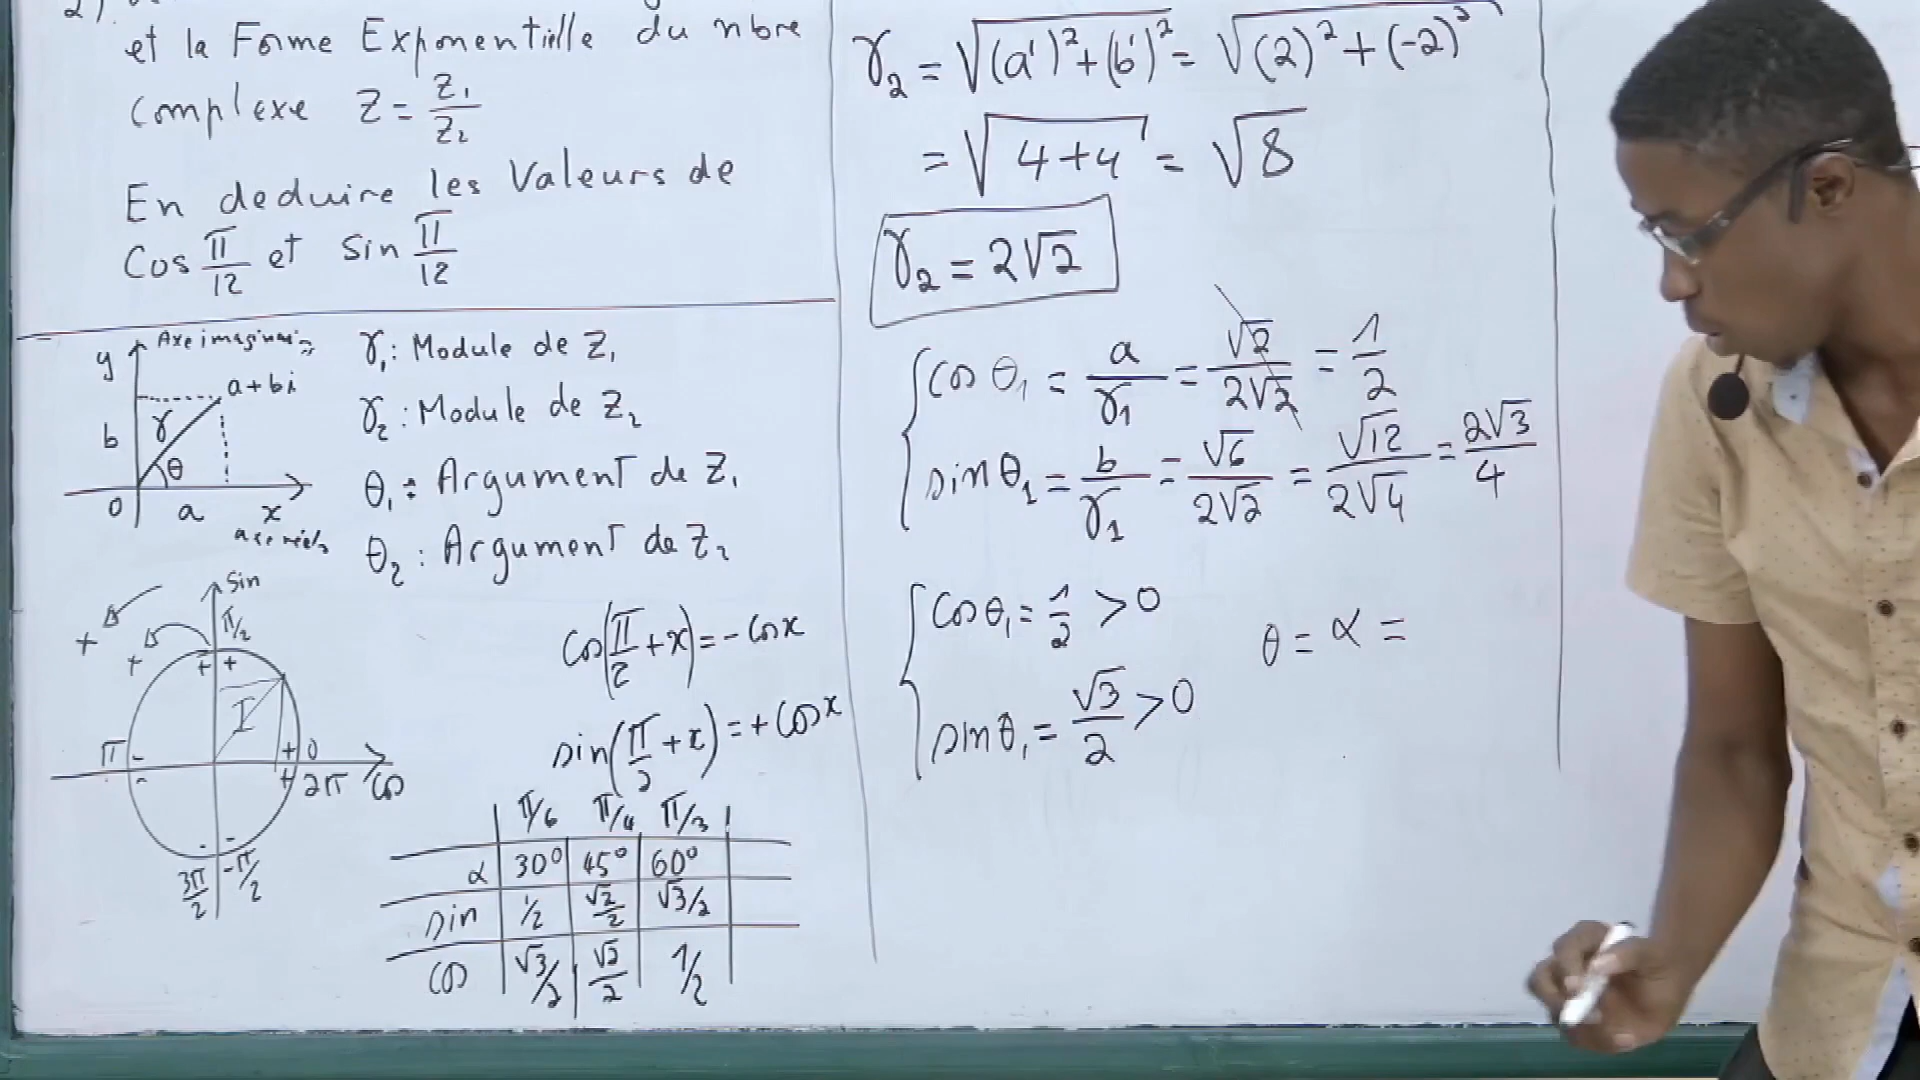 2)
et la Forme Exponentielle du nbre
complexe Z = Z₁/Z₂
En deduire les Valeurs de
Cos π/12 et Sin π/12
y
a+bi
b
r
θ
0
a
x
r₁: Module de Z₁
r₂: Module de Z₂
θ₁: Argument de Z₁
θ₂: Argument de Z₂
sin
π/2
+
+
+ +
I
π
-
-
+ 0
+ 2π
cos
- -
3π/2
-π/2
Cos(π/2 + x) = - cos x
sin(π/2 + x) = + cos x
π/6 π/4 π/3
α 30° 45° 60°
sin 1/2 √2/2 √3/2
cos √3/2 √2/2 1/2
r₂ = √((a')² + (b')²) = √((2)² + (-2)²)
= √(4+4) = √8
r₂ = 2√2
cos θ₁ = a/r₁ = √2/2√2 = 1/2
sin θ₁ = b/r₁ = √6/2√2 = √12/2√4 = 2√3/4
cos θ₁ = 1/2 > 0
θ = α =
sin θ₁ = √3/2 > 0